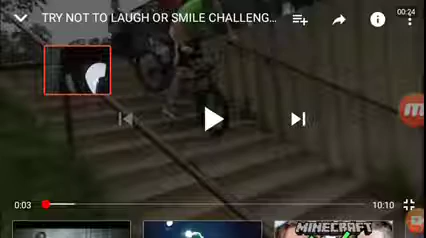 TRY NOT TO LAUGH OR SMILE CHALLENG...
00:24
0:03
10:10
MINECRAFT